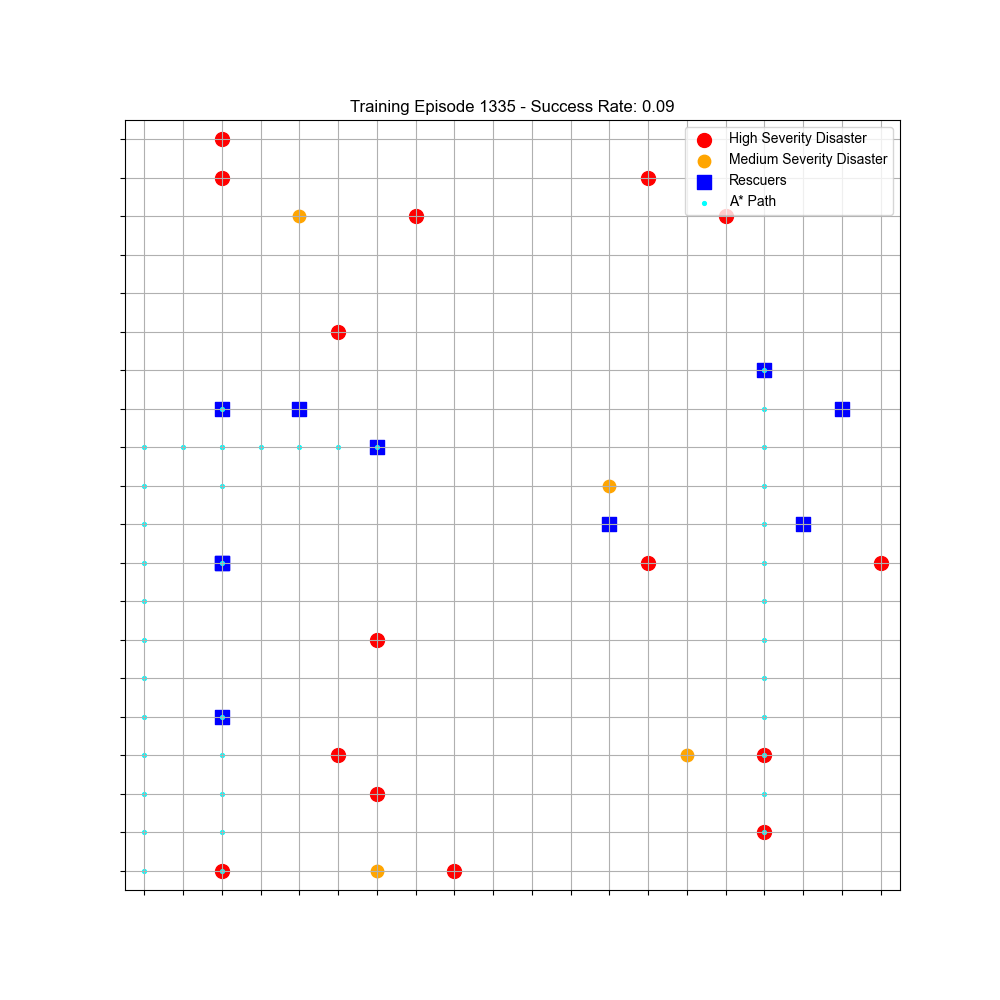 Training Episode 1335 - Success Rate: 0.09
High Severity Disaster
Medium Severity Disaster
Rescuers
A* Path